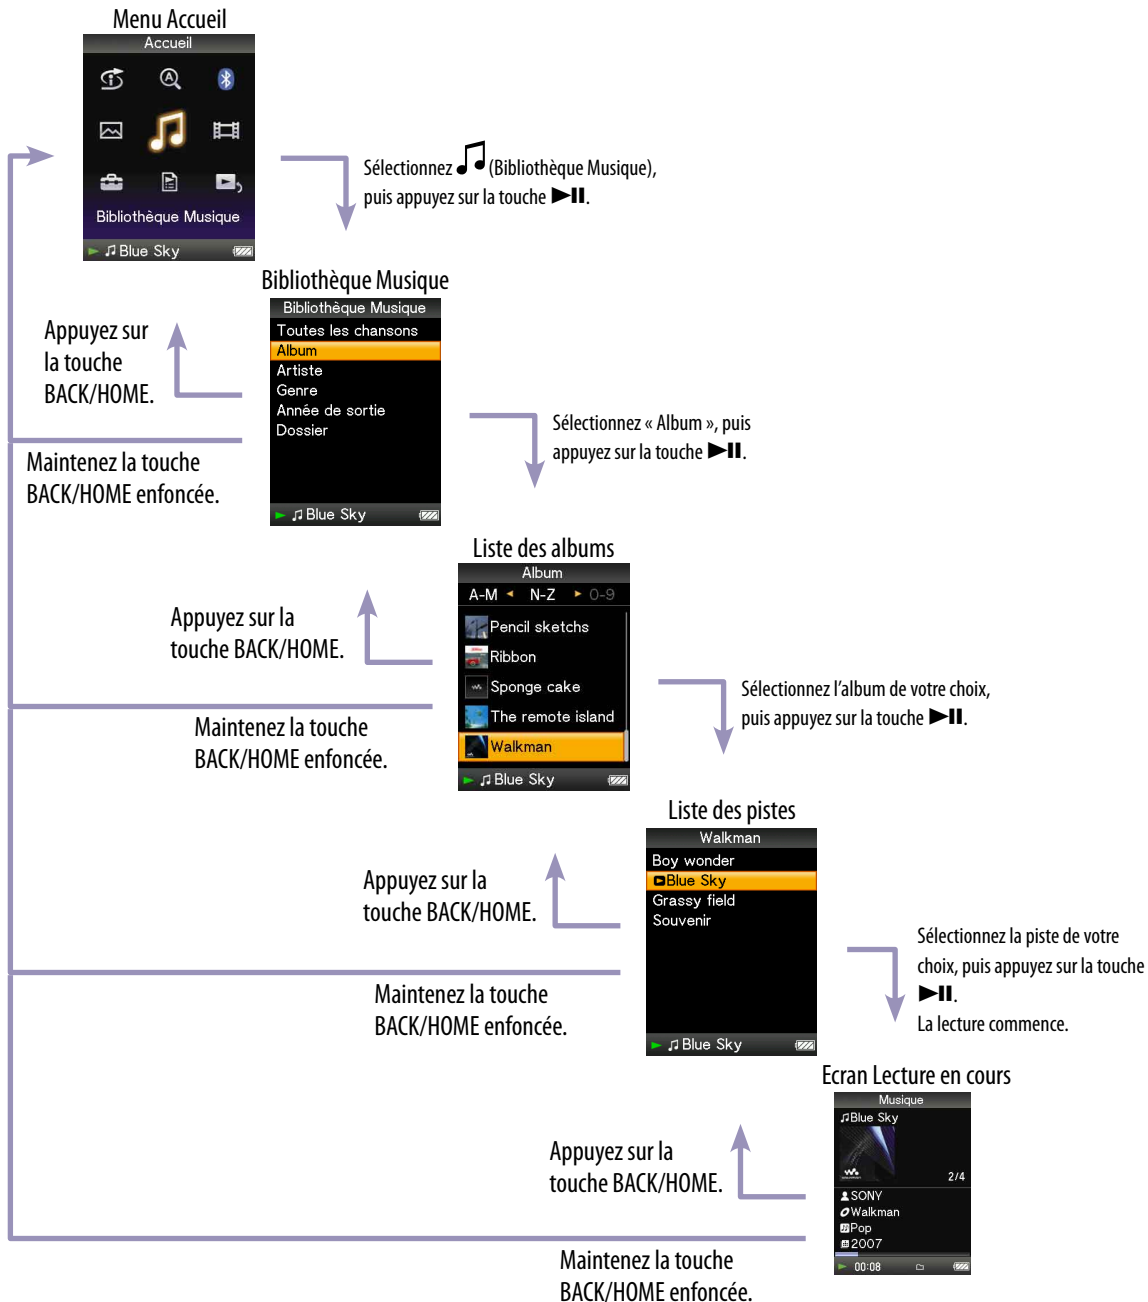 Menu Accueil
Accueil
Bibliothèque Musique
Blue Sky
Sélectionnez (Bibliothèque Musique),
puis appuyez sur la touche ►II.
Bibliothèque Musique
Bibliothèque Musique
Toutes les chansons
Album
Artiste
Genre
Année de sortie
Dossier
Blue Sky
Appuyez sur
la touche
BACK/HOME.
Maintenez la touche
BACK/HOME enfoncée.
Sélectionnez « Album », puis
appuyez sur la touche ►II.
Liste des albums
Album
A-M ◄ N-Z ► 0-9
Pencil sketchs
Ribbon
Sponge cake
The remote island
Walkman
Blue Sky
Appuyez sur la
touche BACK/HOME.
Maintenez la touche
BACK/HOME enfoncée.
Sélectionnez l’album de votre choix,
puis appuyez sur la touche ►II.
Liste des pistes
Walkman
Boy wonder
Blue Sky
Grassy field
Souvenir
Blue Sky
Appuyez sur la
touche BACK/HOME.
Maintenez la touche
BACK/HOME enfoncée.
Sélectionnez la piste de votre
choix, puis appuyez sur la touche
►II.
La lecture commence.
Ecran Lecture en cours
Musique
Blue Sky
2/4
SONY
Walkman
Pop
2007
00:08
Appuyez sur la
touche BACK/HOME.
Maintenez la touche
BACK/HOME enfoncée.